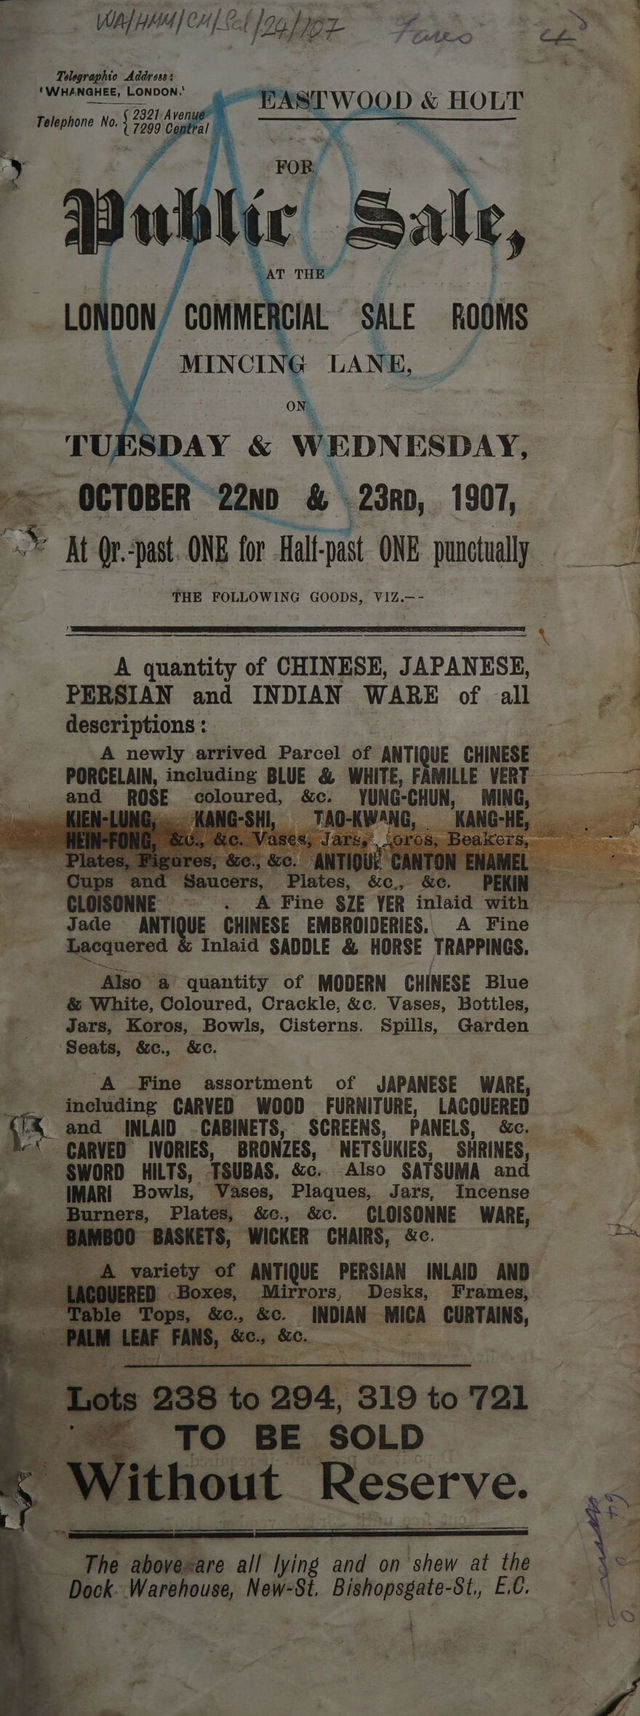 WA/HMM/CM/Sal/24/107
Telegraphic Address:
'WHANGHEE, LONDON.'
Telephone No. { 2321 Avenue
7299 Central
EASTWOOD & HOLT
FOR
Public Sale,
AT THE
LONDON COMMERCIAL SALE ROOMS
MINCING LANE,
ON
TUESDAY & WEDNESDAY,
OCTOBER 22ND & 23RD, 1907,
At Qr.-past ONE for Half-past ONE punctually
THE FOLLOWING GOODS, VIZ.—--
A quantity of CHINESE, JAPANESE,
PERSIAN and INDIAN WARE of all
descriptions:
A newly arrived Parcel of ANTIQUE CHINESE
PORCELAIN, including BLUE & WHITE, FAMILLE VERT
and ROSE coloured, &c. YUNG-CHUN, MING,
KIEN-LUNG, KANG-SHI, TAO-KWANG, KANG-HE,
HEIN-FONG, &c., &c. Vases, Jars, Koros, Beakers,
Plates, Figures, &c., &c. ANTIQUE CANTON ENAMEL
Cups and Saucers, Plates, &c., &c. PEKIN
CLOISONNE . A Fine SZE YER inlaid with
Jade ANTIQUE CHINESE EMBROIDERIES. A Fine
Lacquered & Inlaid SADDLE & HORSE TRAPPINGS.
Also a quantity of MODERN CHINESE Blue
& White, Coloured, Crackle, &c. Vases, Bottles,
Jars, Koros, Bowls, Cisterns. Spills, Garden
Seats, &c., &c.
A Fine assortment of JAPANESE WARE,
including CARVED WOOD FURNITURE, LACQUERED
and INLAID CABINETS, SCREENS, PANELS, &c.
CARVED IVORIES, BRONZES, NETSUKIES, SHRINES,
SWORD HILTS, TSUBAS. &c. Also SATSUMA and
IMARI Bowls, Vases, Plaques, Jars, Incense
Burners, Plates, &c., &c. CLOISONNE WARE,
BAMBOO BASKETS, WICKER CHAIRS, &c.
A variety of ANTIQUE PERSIAN INLAID AND
LACQUERED Boxes, Mirrors, Desks, Frames,
Table Tops, &c., &c. INDIAN MICA CURTAINS,
PALM LEAF FANS, &c., &c.
Lots 238 to 294, 319 to 721
TO BE SOLD
Without Reserve.
The above are all lying and on shew at the
Dock Warehouse, New-St. Bishopsgate-St., E.C.